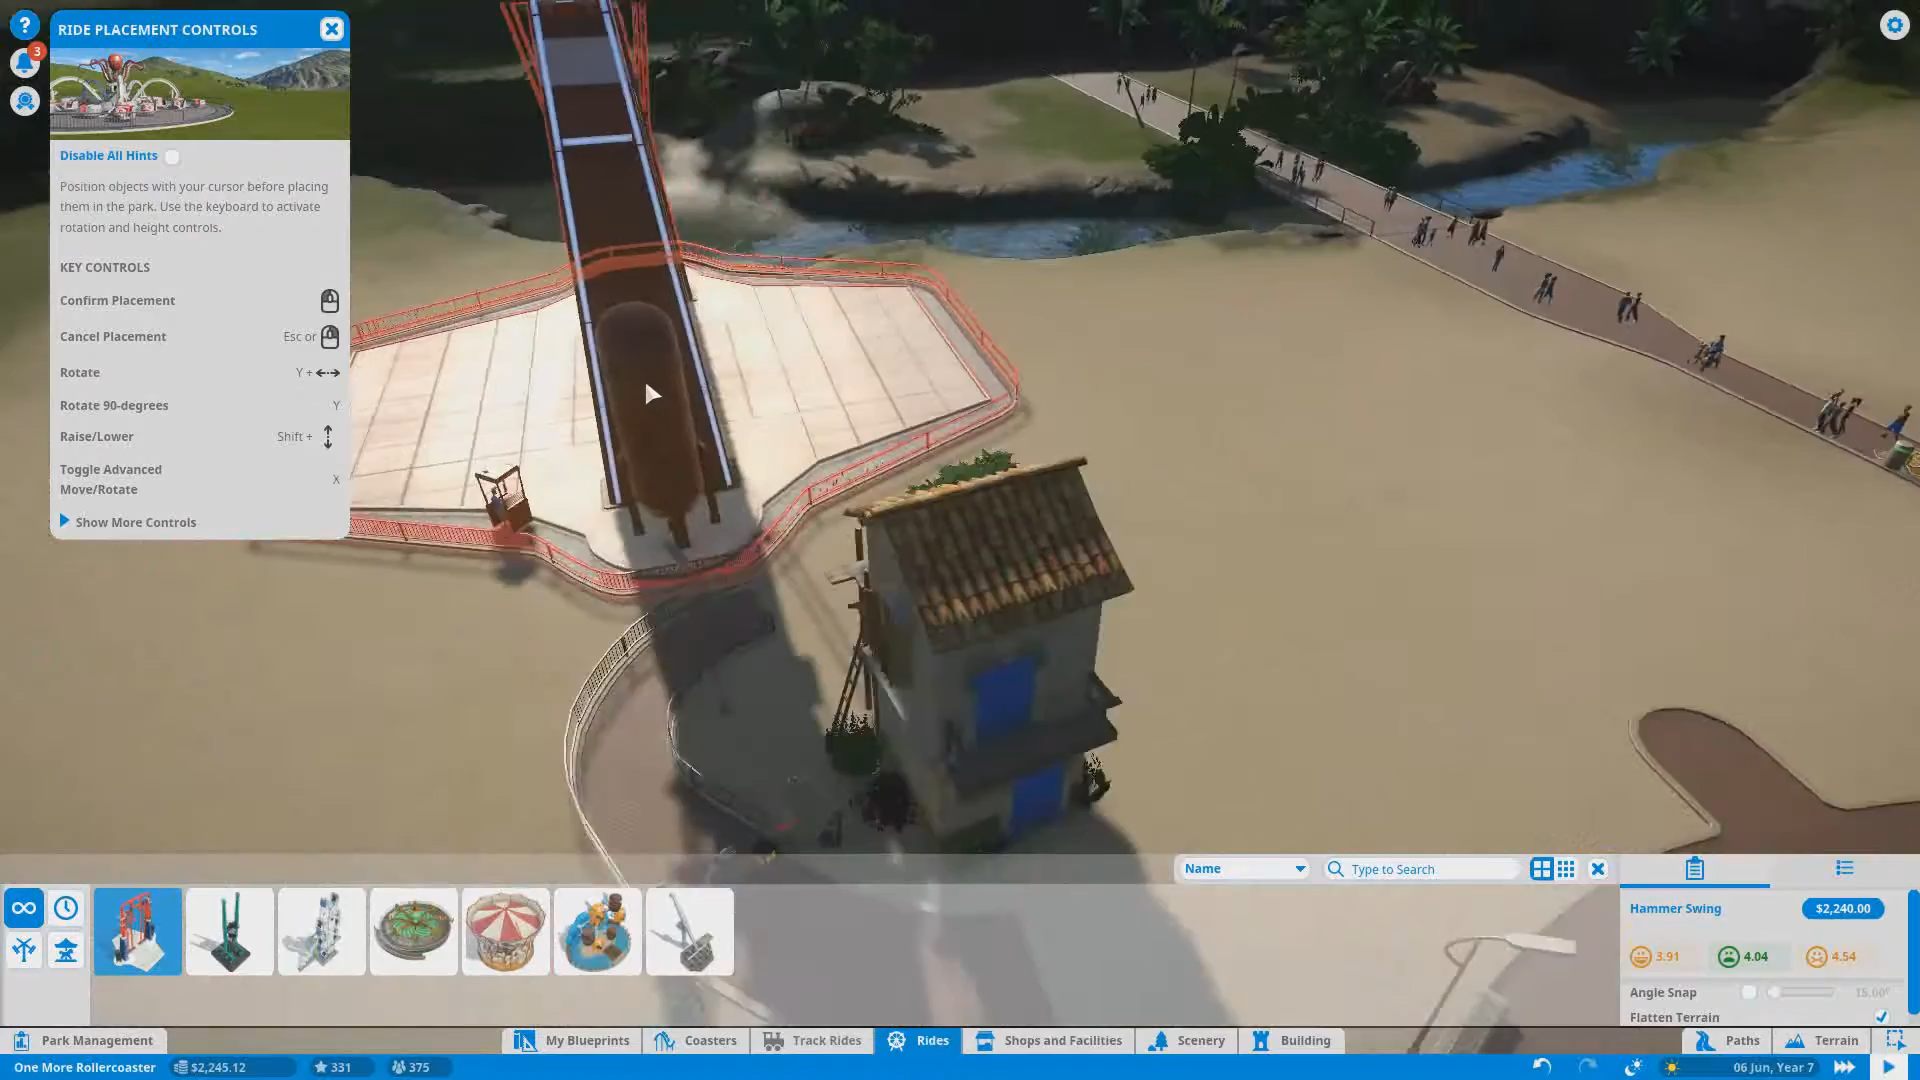 RIDE PLACEMENT CONTROLS
3
Disable All Hints
Position objects with your cursor before placing
them in the park. Use the keyboard to activate
rotation and height controls.
KEY CONTROLS
Confirm Placement
Cancel Placement Esc or
Rotate Y +
Rotate 90-degrees Y
Raise/Lower Shift +
Toggle Advanced
Move/Rotate X
Show More Controls
Name
Type to Search
Hammer Swing $2,240.00
3.91 4.04 4.54
Angle Snap 15.00°
Flatten Terrain
Park Management My Blueprints Coasters Track Rides Rides Shops and Facilities Scenery Building Paths Terrain
One More Rollercoaster $2,245.12 331 375 06 Jun, Year 7